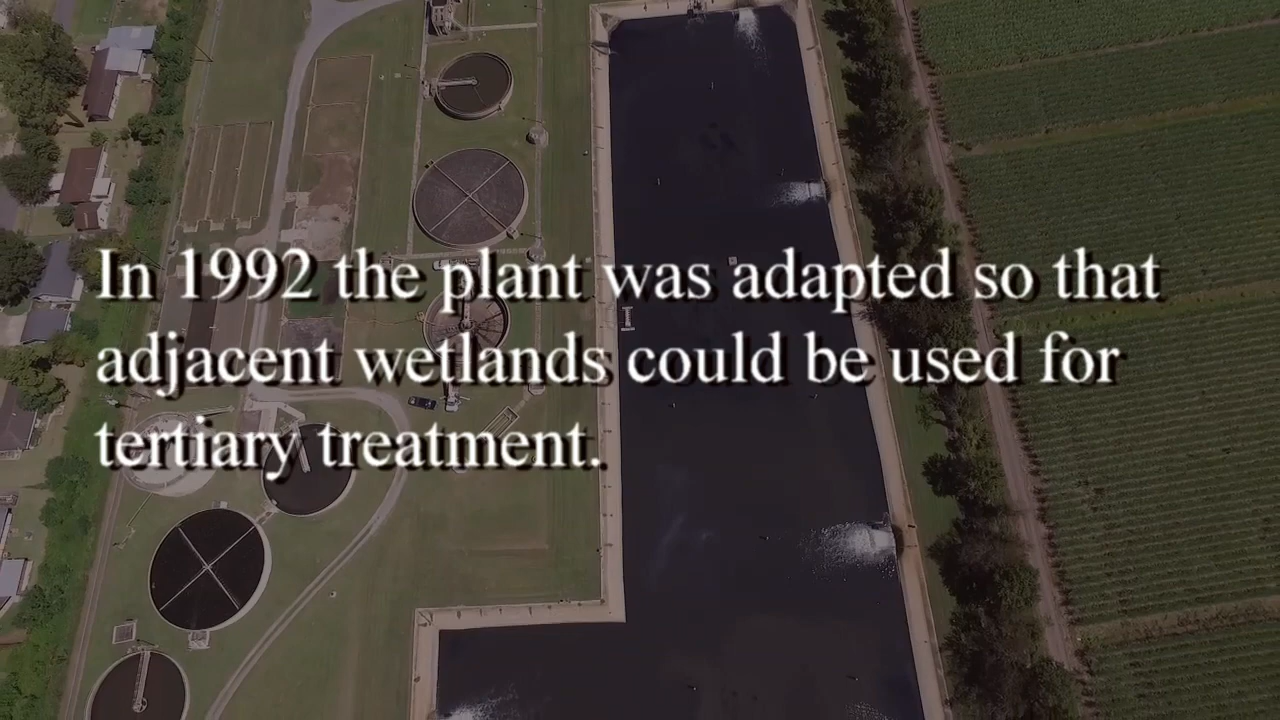 In 1992 the plant was adapted so that
adjacent wetlands could be used for
tertiary treatment.